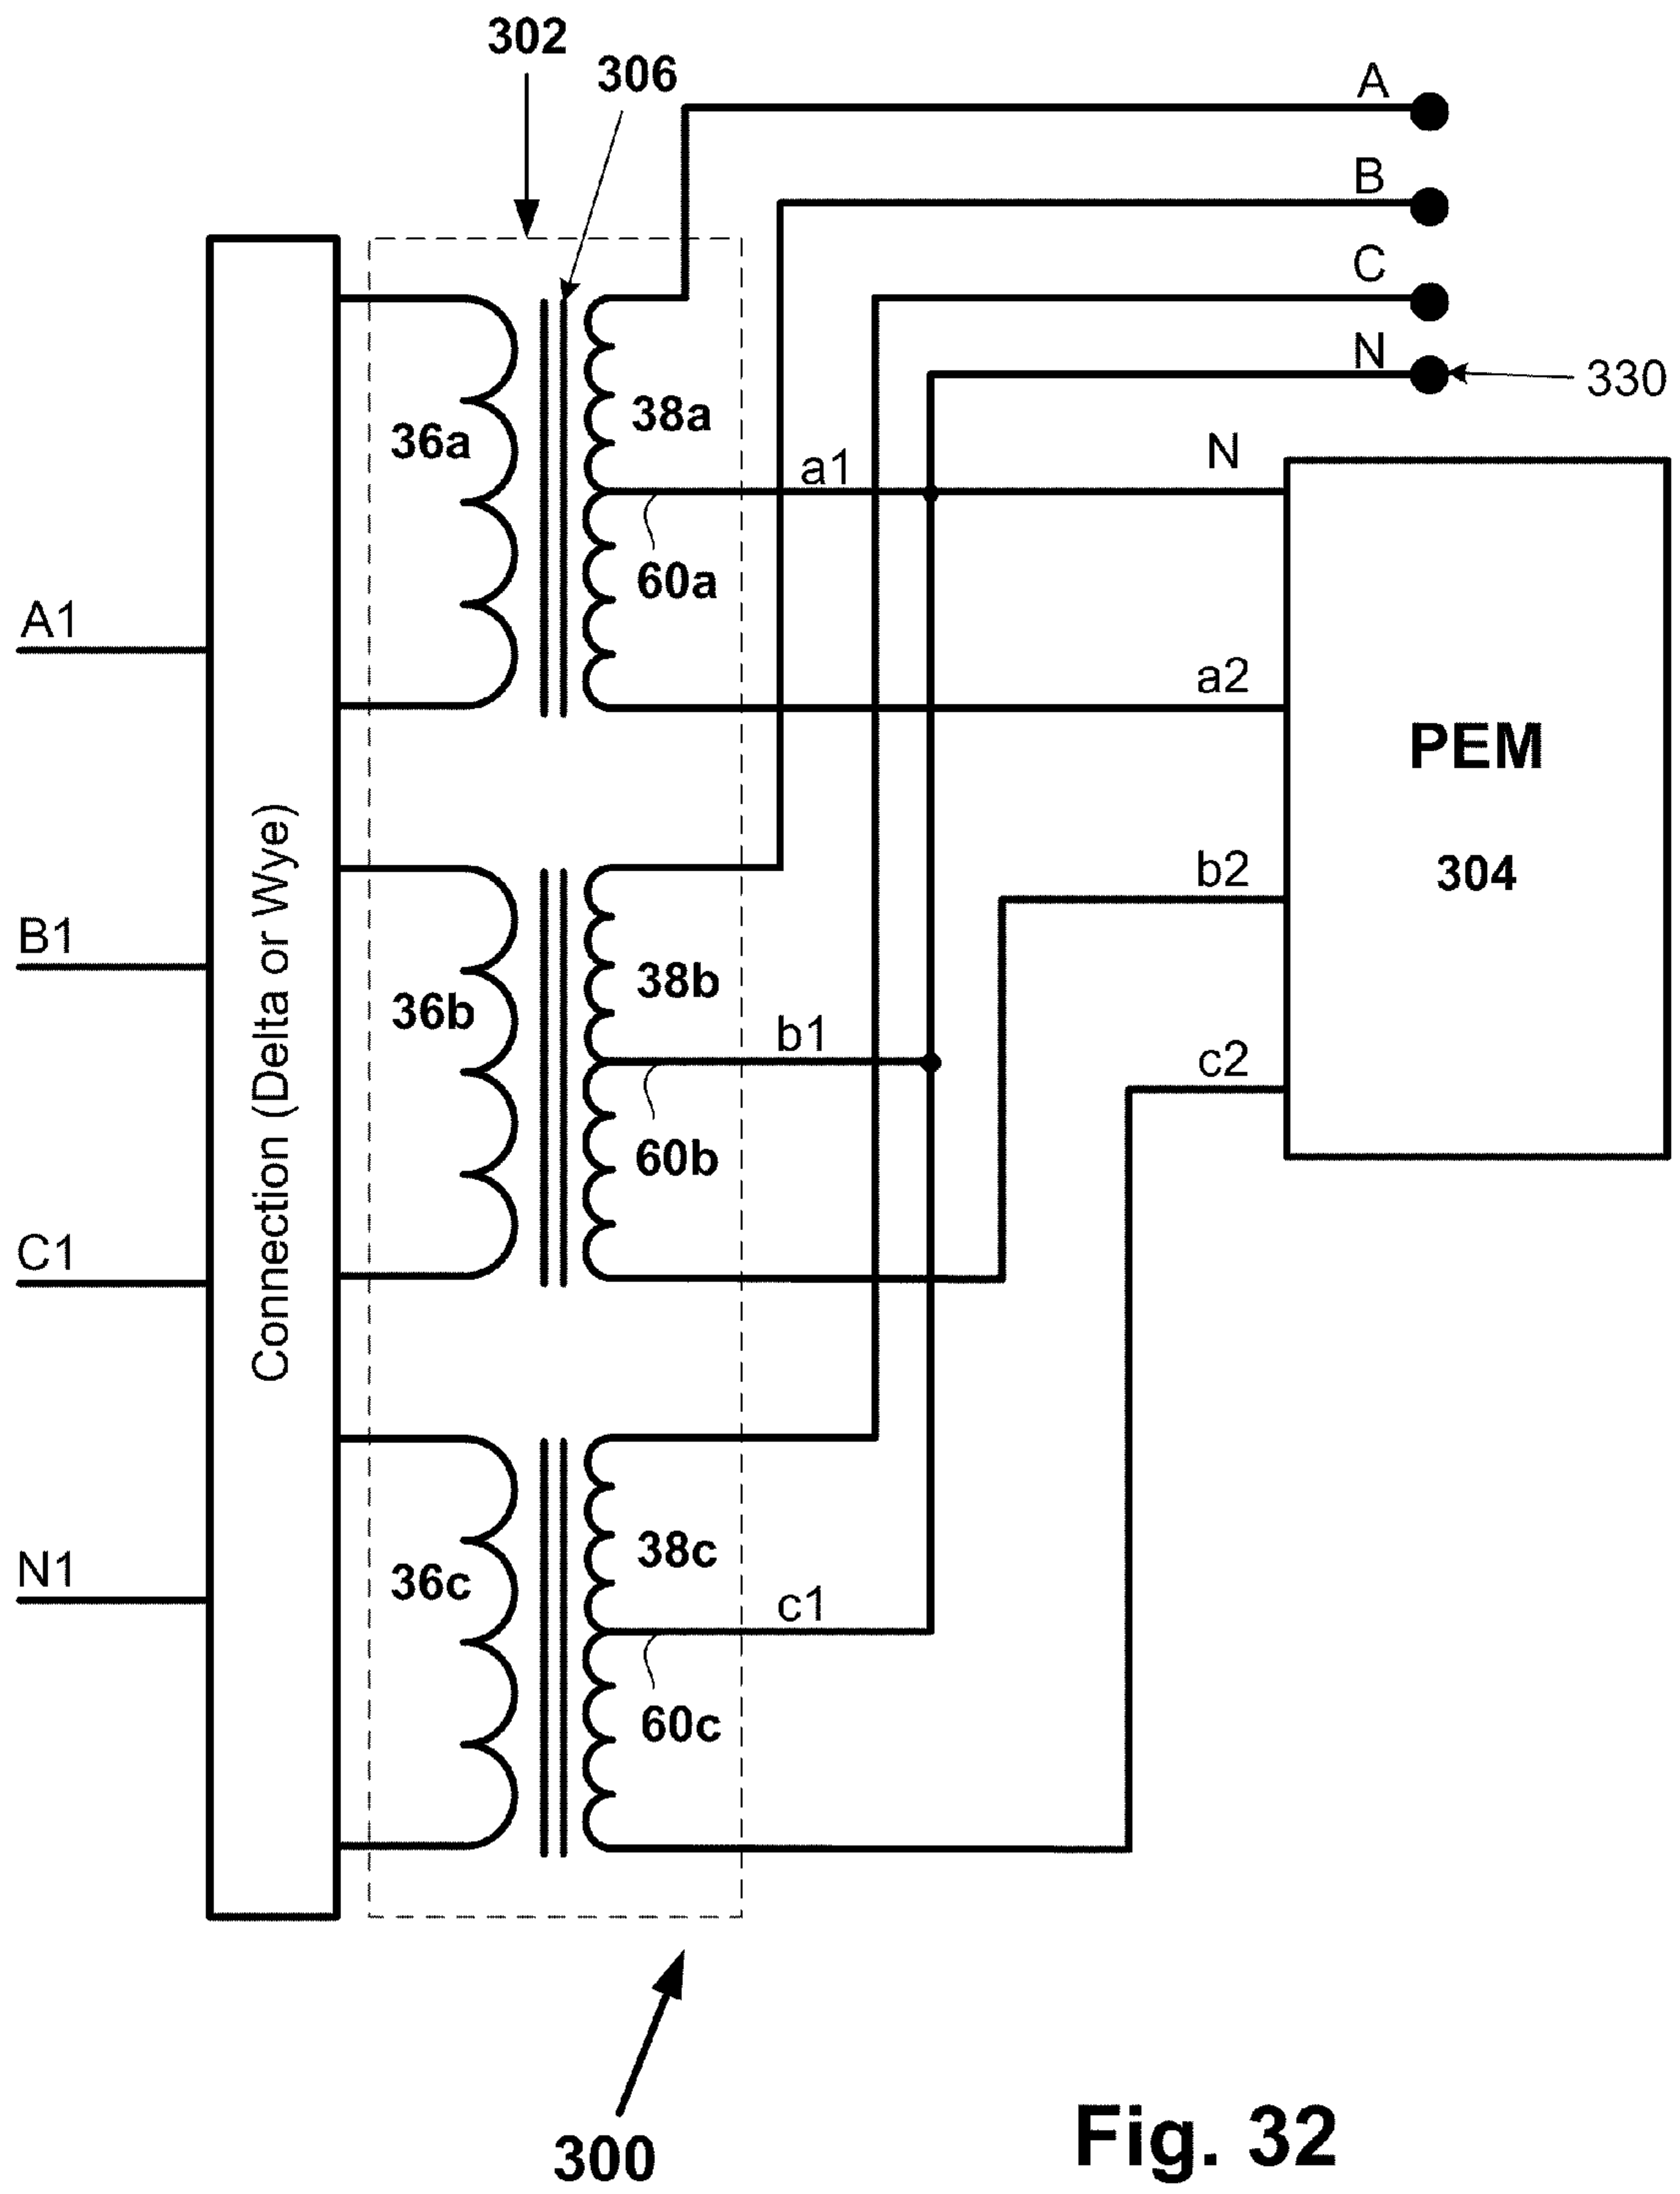 302
306
A
B
C
N
330
36a
38a
a1
N
60a
A1
a2
PEM
304
b2
B1
36b
38b
b1
c2
60b
Connection (Delta or Wye)
C1
36c
38c
N1
c1
60c
300
Fig. 32